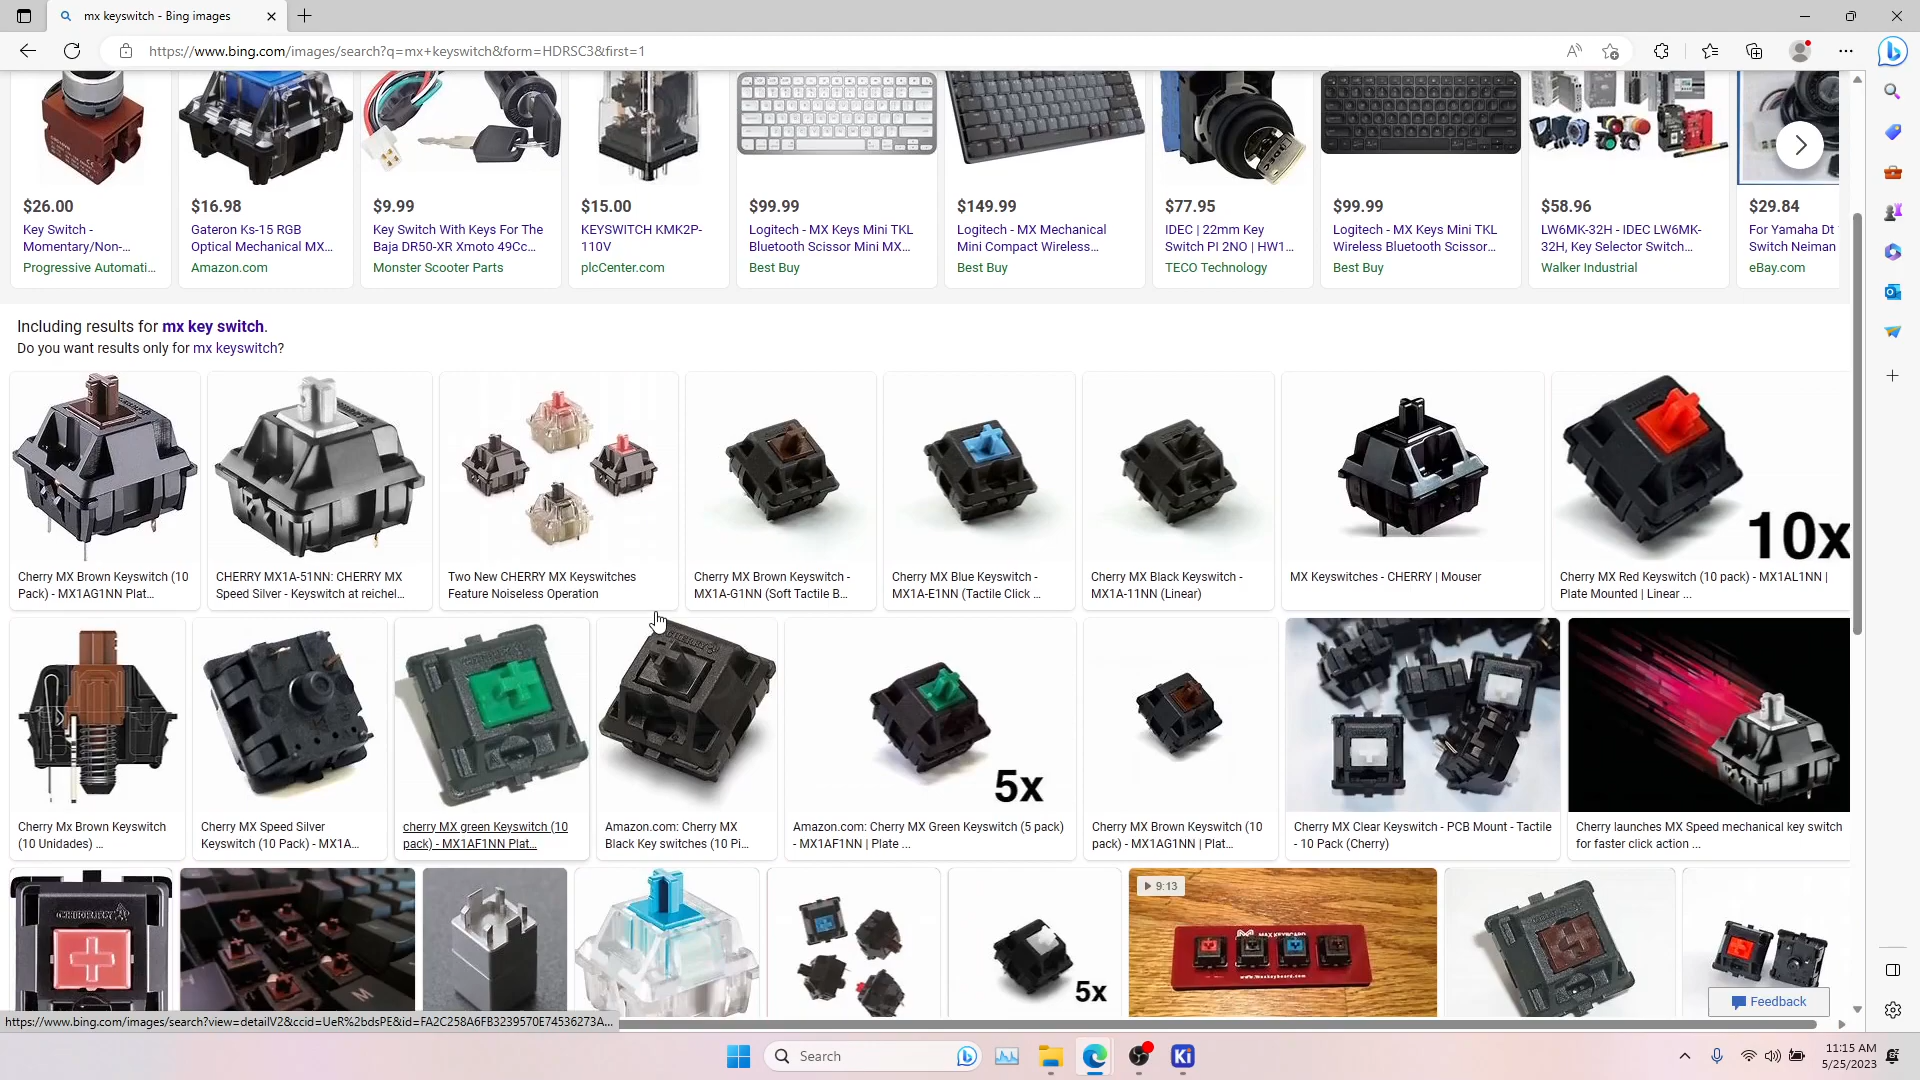 mx keyswitch - Bing images
https://www.bing.com/images/search?q=mx+keyswitch&form=HDRSC3&first=1
$26.00
Key Switch -
Momentary/Non-...
Progressive Automati...
$16.98
Gateron Ks-15 RGB
Optical Mechanical MX...
Amazon.com
$9.99
Key Switch With Keys For The
Baja DR50-XR Xmoto 49Cc...
Monster Scooter Parts
$15.00
KEYSWITCH KMK2P-
110V
plcCenter.com
$99.99
Logitech - MX Keys Mini TKL
Bluetooth Scissor Mini MX...
Best Buy
$149.99
Logitech - MX Mechanical
Mini Compact Wireless...
Best Buy
$77.95
IDEC | 22mm Key
Switch PI 2NO | HW1...
TECO Technology
$99.99
Logitech - MX Keys Mini TKL
Wireless Bluetooth Scissor...
Best Buy
$58.96
LW6MK-32H - IDEC LW6MK-
32H, Key Selector Switch...
Walker Industrial
$29.84
For Yamaha Dt
Switch Neiman
eBay.com
Including results for mx key switch.
Do you want results only for mx keyswitch?
10x
Cherry MX Brown Keyswitch (10
Pack) - MX1AG1NN Plat...
CHERRY MX1A-51NN: CHERRY MX
Speed Silver - Keyswitch at reichel...
Two New CHERRY MX Keyswitches
Feature Noiseless Operation
Cherry MX Brown Keyswitch -
MX1A-G1NN (Soft Tactile B...
Cherry MX Blue Keyswitch -
MX1A-E1NN (Tactile Click ...
Cherry MX Black Keyswitch -
MX1A-11NN (Linear)
MX Keyswitches - CHERRY | Mouser
Cherry MX Red Keyswitch (10 pack) - MX1AL1NN |
Plate Mounted | Linear ...
5x
Cherry Mx Brown Keyswitch
(10 Unidades) ...
Cherry MX Speed Silver
Keyswitch (10 Pack) - MX1A...
cherry MX green Keyswitch (10
pack) - MX1AF1NN Plat...
Amazon.com: Cherry MX
Black Key switches (10 Pi...
Amazon.com: Cherry MX Green Keyswitch (5 pack)
- MX1AF1NN | Plate ...
Cherry MX Brown Keyswitch (10
pack) - MX1AG1NN | Plat...
Cherry MX Clear Keyswitch - PCB Mount - Tactile
- 10 Pack (Cherry)
Cherry launches MX Speed mechanical key switch
for faster click action ...
9:13
MAX KEYBOARD
5x
Feedback
https://www.bing.com/images/search?view=detailV2&ccid=UeR%2bdsPE&id=FA2C258A6FB3239570E74536273A...
Search
Ki
11:15 AM
5/25/2023